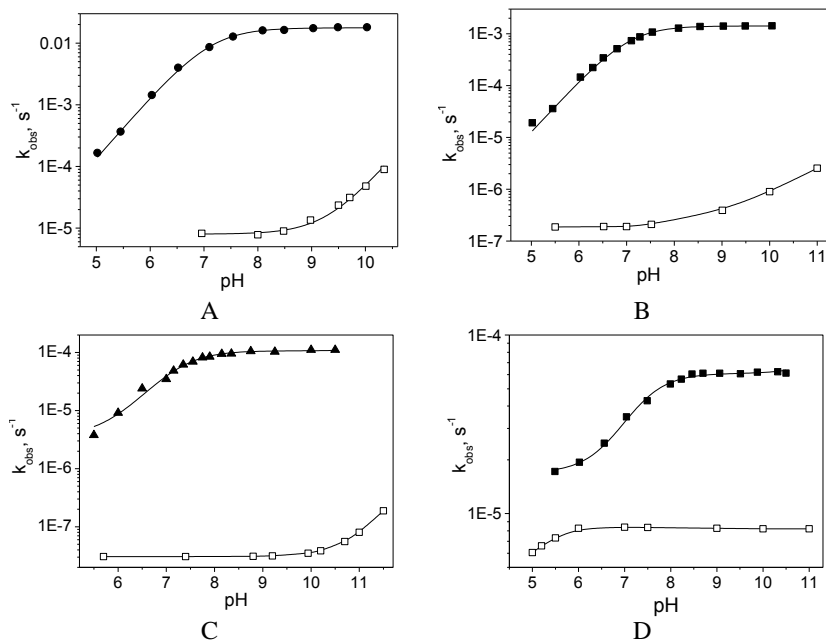 0.01
1E-3
1E-4
1E-5
k_obs, s⁻¹
5 6 7 8 9 10
pH
A
1E-3
1E-4
1E-5
1E-6
1E-7
k_obs, s⁻¹
5 6 7 8 9 10 11
pH
B
1E-4
1E-5
1E-6
1E-7
k_obs, s⁻¹
6 7 8 9 10 11
pH
C
1E-4
1E-5
k_obs, s⁻¹
5 6 7 8 9 10 11
pH
D